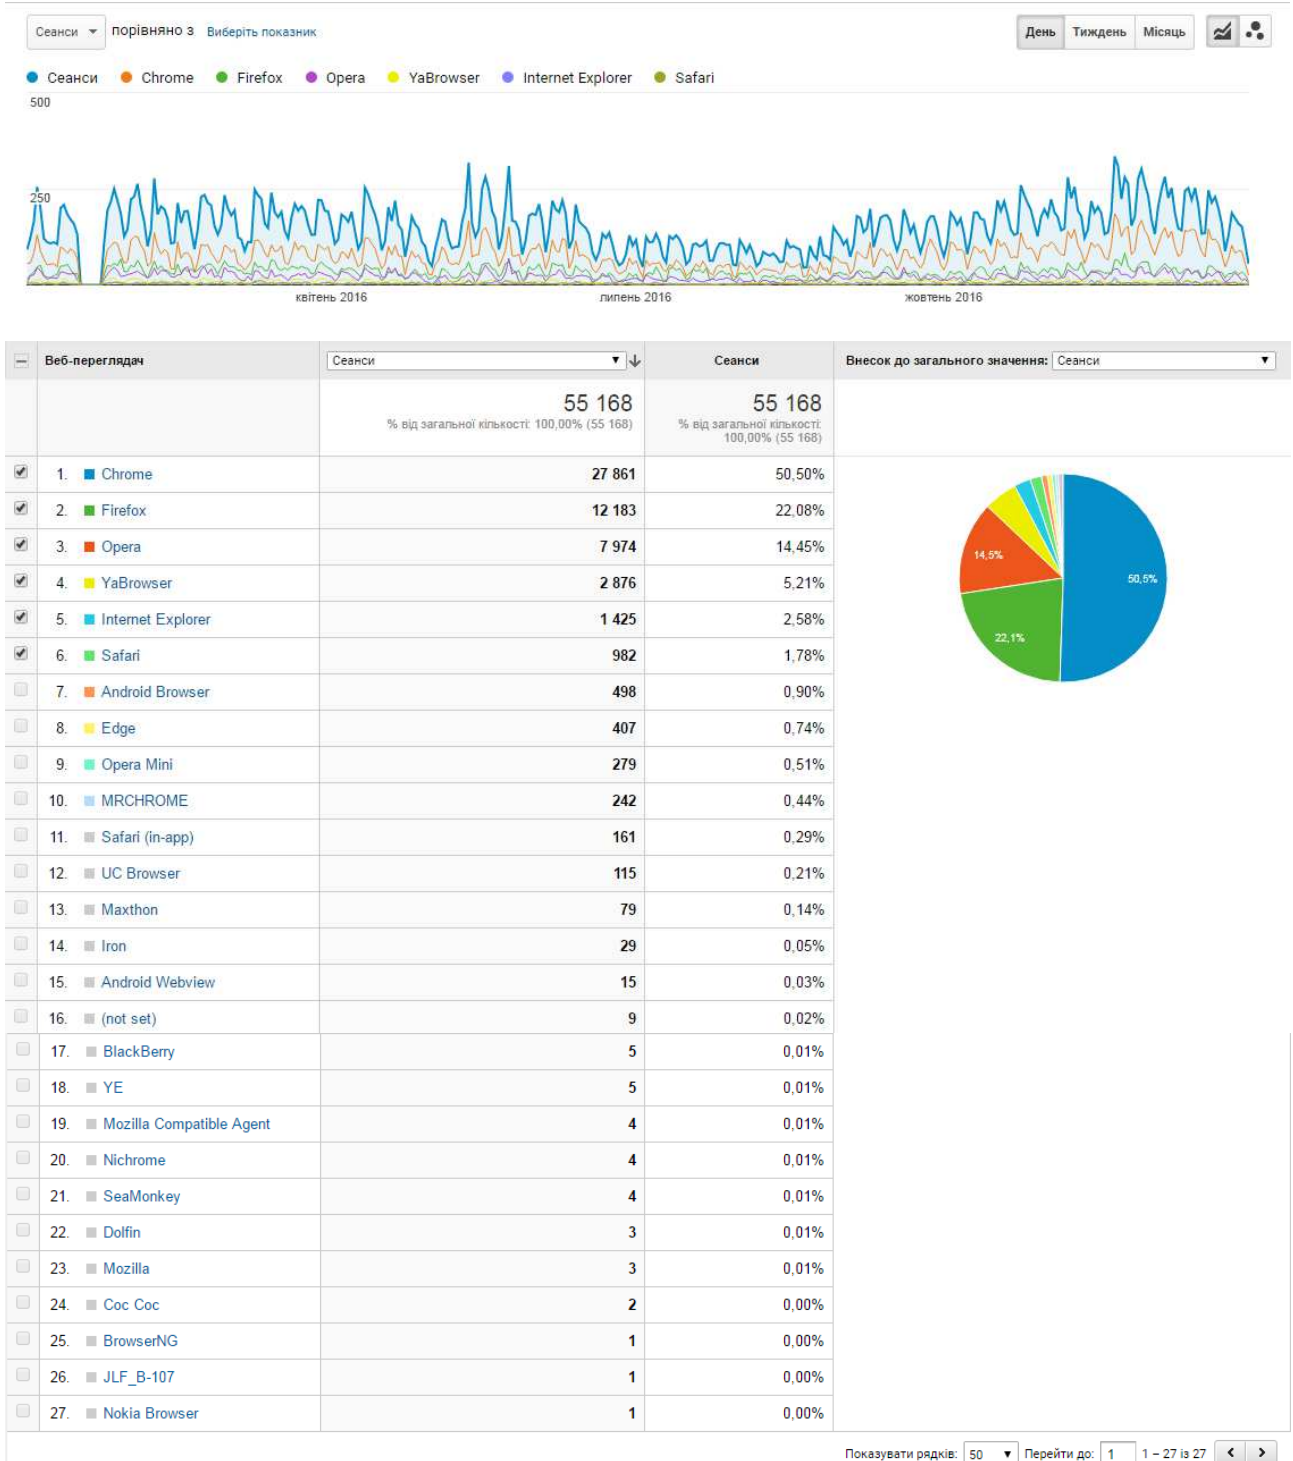 Сеанси порівняно з Виберіть показник День Тиждень Місяць
Сеанси Chrome Firefox Opera YaBrowser Internet Explorer Safari
500
250
квітень 2016 липень 2016 жовтень 2016
Веб-переглядач Сеанси Сеанси Внесок до загального значення: Сеанси
55 168 55 168
% від загальної кількості: 100,00% (55 168) % від загальної кількості:
100,00% (55 168)
1. Chrome 27 861 50,50%
2. Firefox 12 183 22,08%
3. Opera 7 974 14,45%
14,5%
4. YaBrowser 2 876 5,21%
50,5%
5. Internet Explorer 1 425 2,58%
22,1%
6. Safari 982 1,78%
7. Android Browser 498 0,90%
8. Edge 407 0,74%
9. Opera Mini 279 0,51%
10. MRCHROME 242 0,44%
11. Safari (in-app) 161 0,29%
12. UC Browser 115 0,21%
13. Maxthon 79 0,14%
14. Iron 29 0,05%
15. Android Webview 15 0,03%
16. (not set) 9 0,02%
17. BlackBerry 5 0,01%
18. YE 5 0,01%
19. Mozilla Compatible Agent 4 0,01%
20. Nichrome 4 0,01%
21. SeaMonkey 4 0,01%
22. Dolfin 3 0,01%
23. Mozilla 3 0,01%
24. Coc Coc 2 0,00%
25. BrowserNG 1 0,00%
26. JLF_B-107 1 0,00%
27. Nokia Browser 1 0,00%
Показувати рядків: 50 Перейти до: 1 1 – 27 із 27